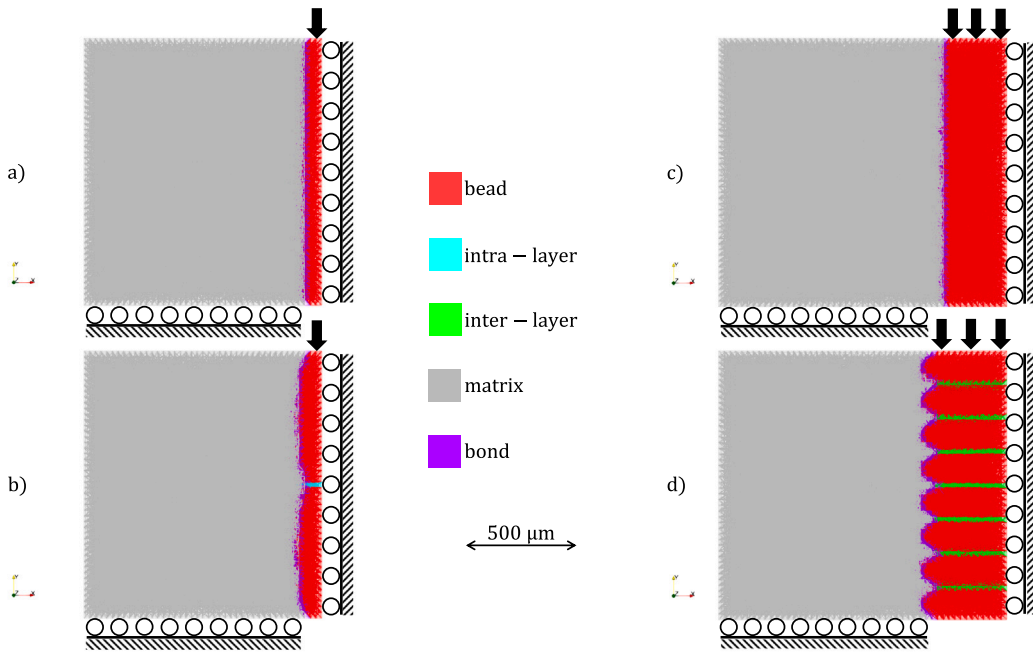 a)
b)
bead
intra – layer
inter – layer
matrix
bond
500 μm
c)
d)